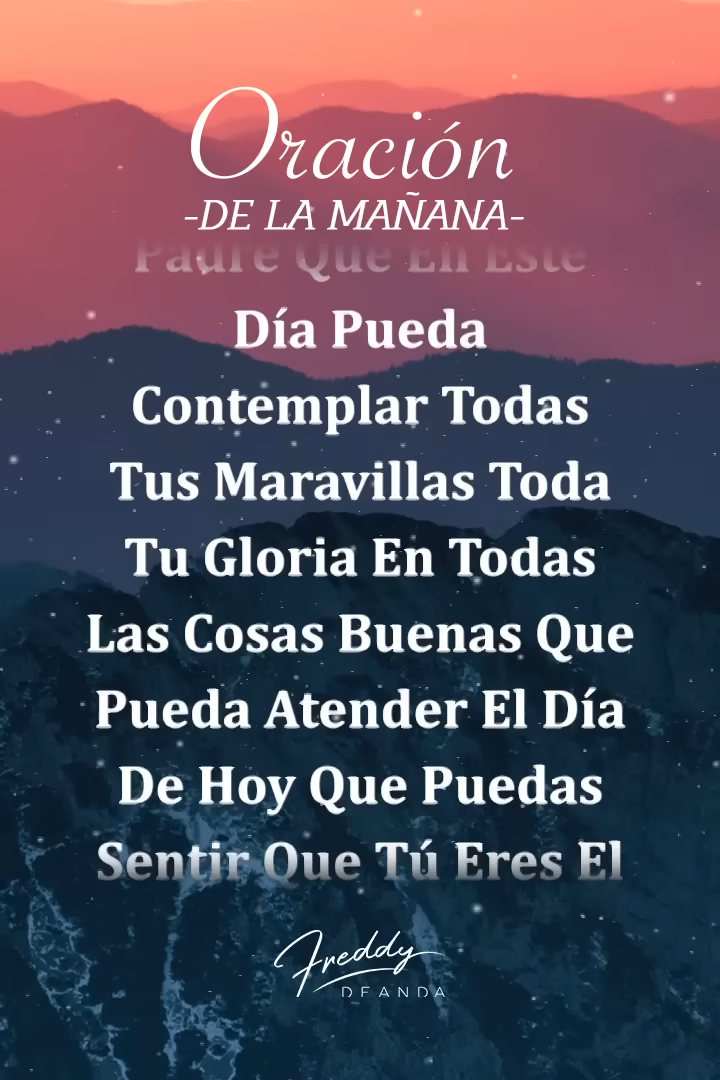 Oración
-DE LA MAÑANA-
Padre Que En Este
Día Pueda
Contemplar Todas
Tus Maravillas Toda
Tu Gloria En Todas
Las Cosas Buenas Que
Pueda Atender El Día
De Hoy Que Puedas
Sentir Que Tú Eres El
Freddy
DEANDA